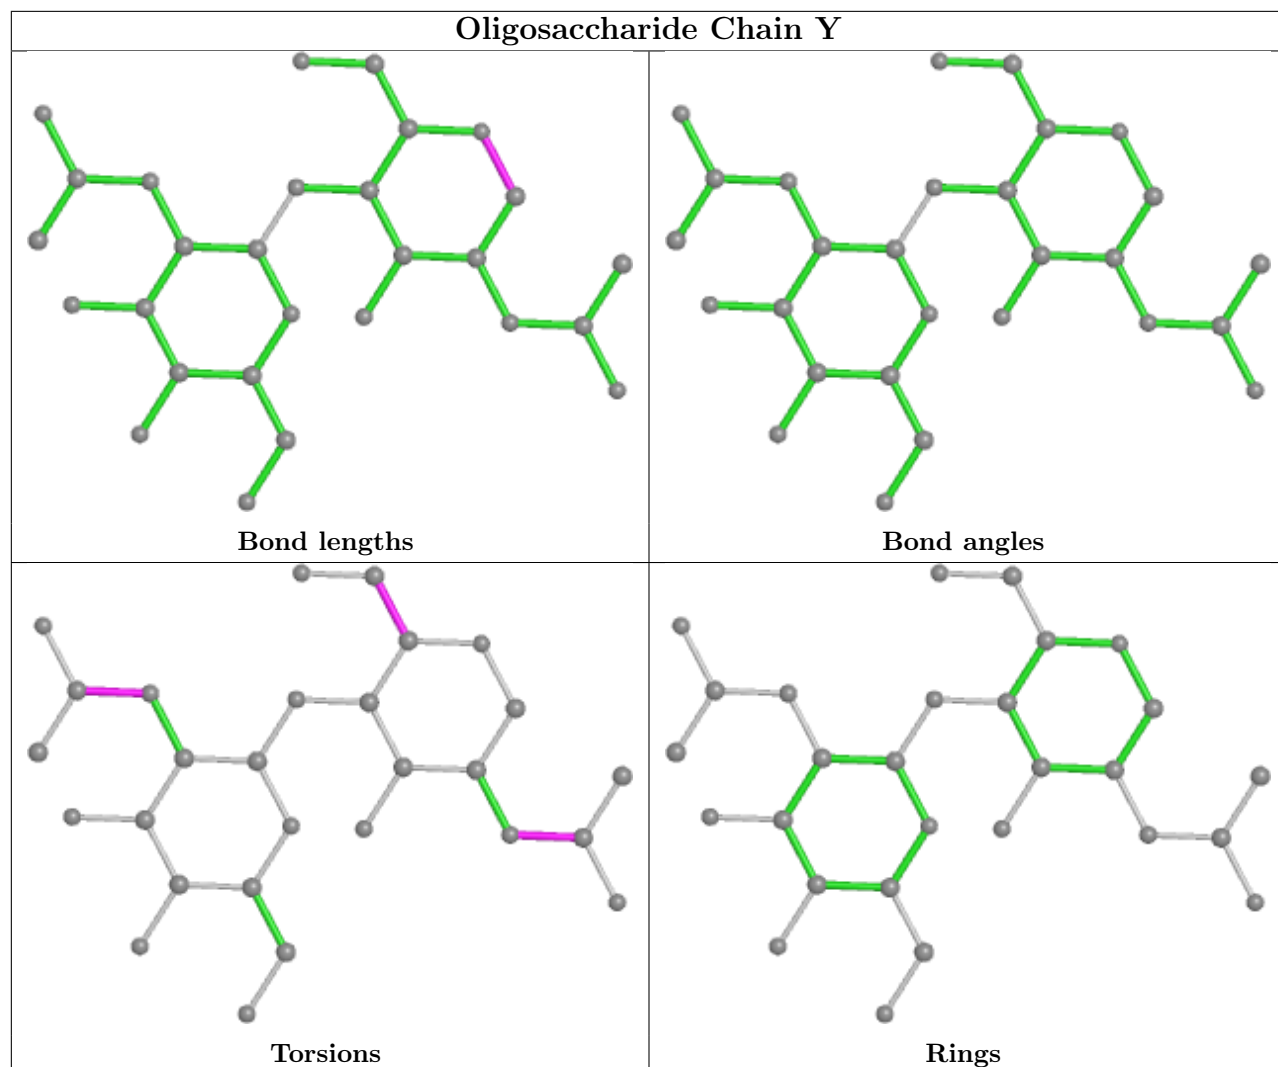 Oligosaccharide Chain Y
Bond lengths
Bond angles
Torsions
Rings